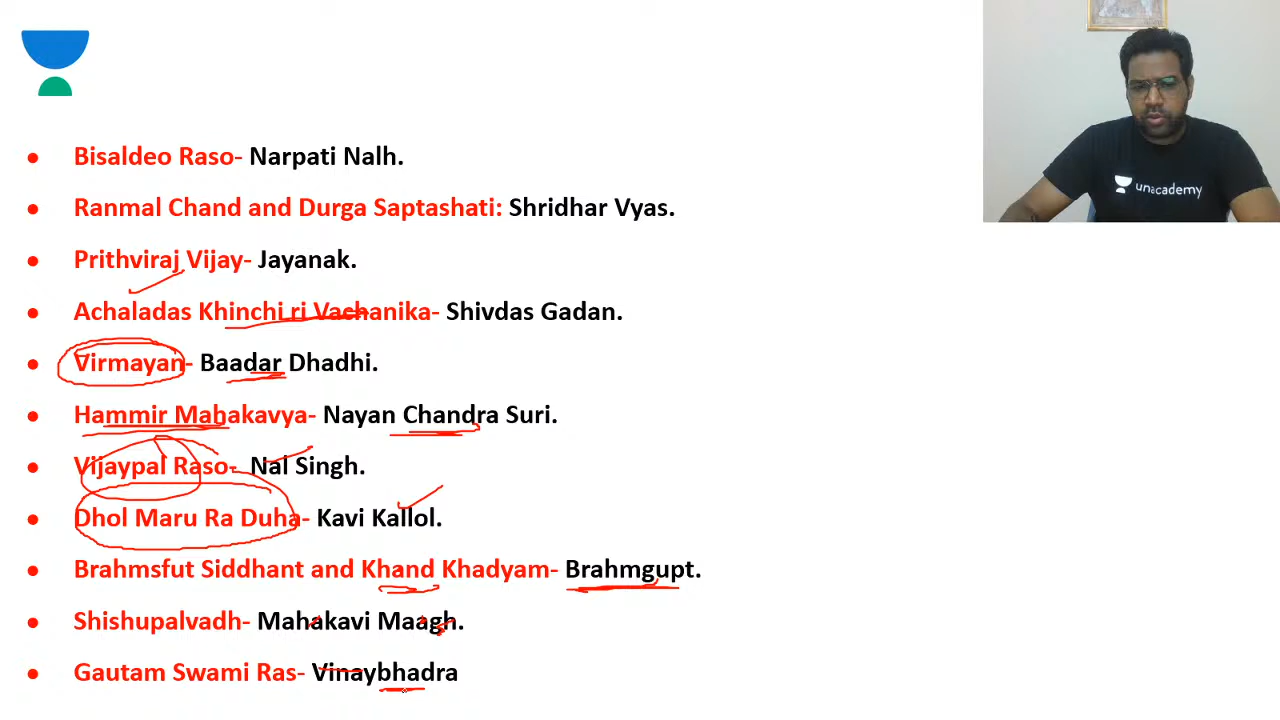 unacademy
Bisaldeo Raso- Narpati Nalh.
Ranmal Chand and Durga Saptashati: Shridhar Vyas.
Prithviraj Vijay- Jayanak.
Achaladas Khinchi ri Vachanika- Shivdas Gadan.
Virmayan- Baadar Dhadhi.
Hammir Mahakavya- Nayan Chandra Suri.
Vijaypal Raso- Nal Singh.
Dhol Maru Ra Duha- Kavi Kallol.
Brahmsfut Siddhant and Khand Khadyam- Brahmgupt.
Shishupalvadh- Mahakavi Maagh.
Gautam Swami Ras- Vinaybhadra